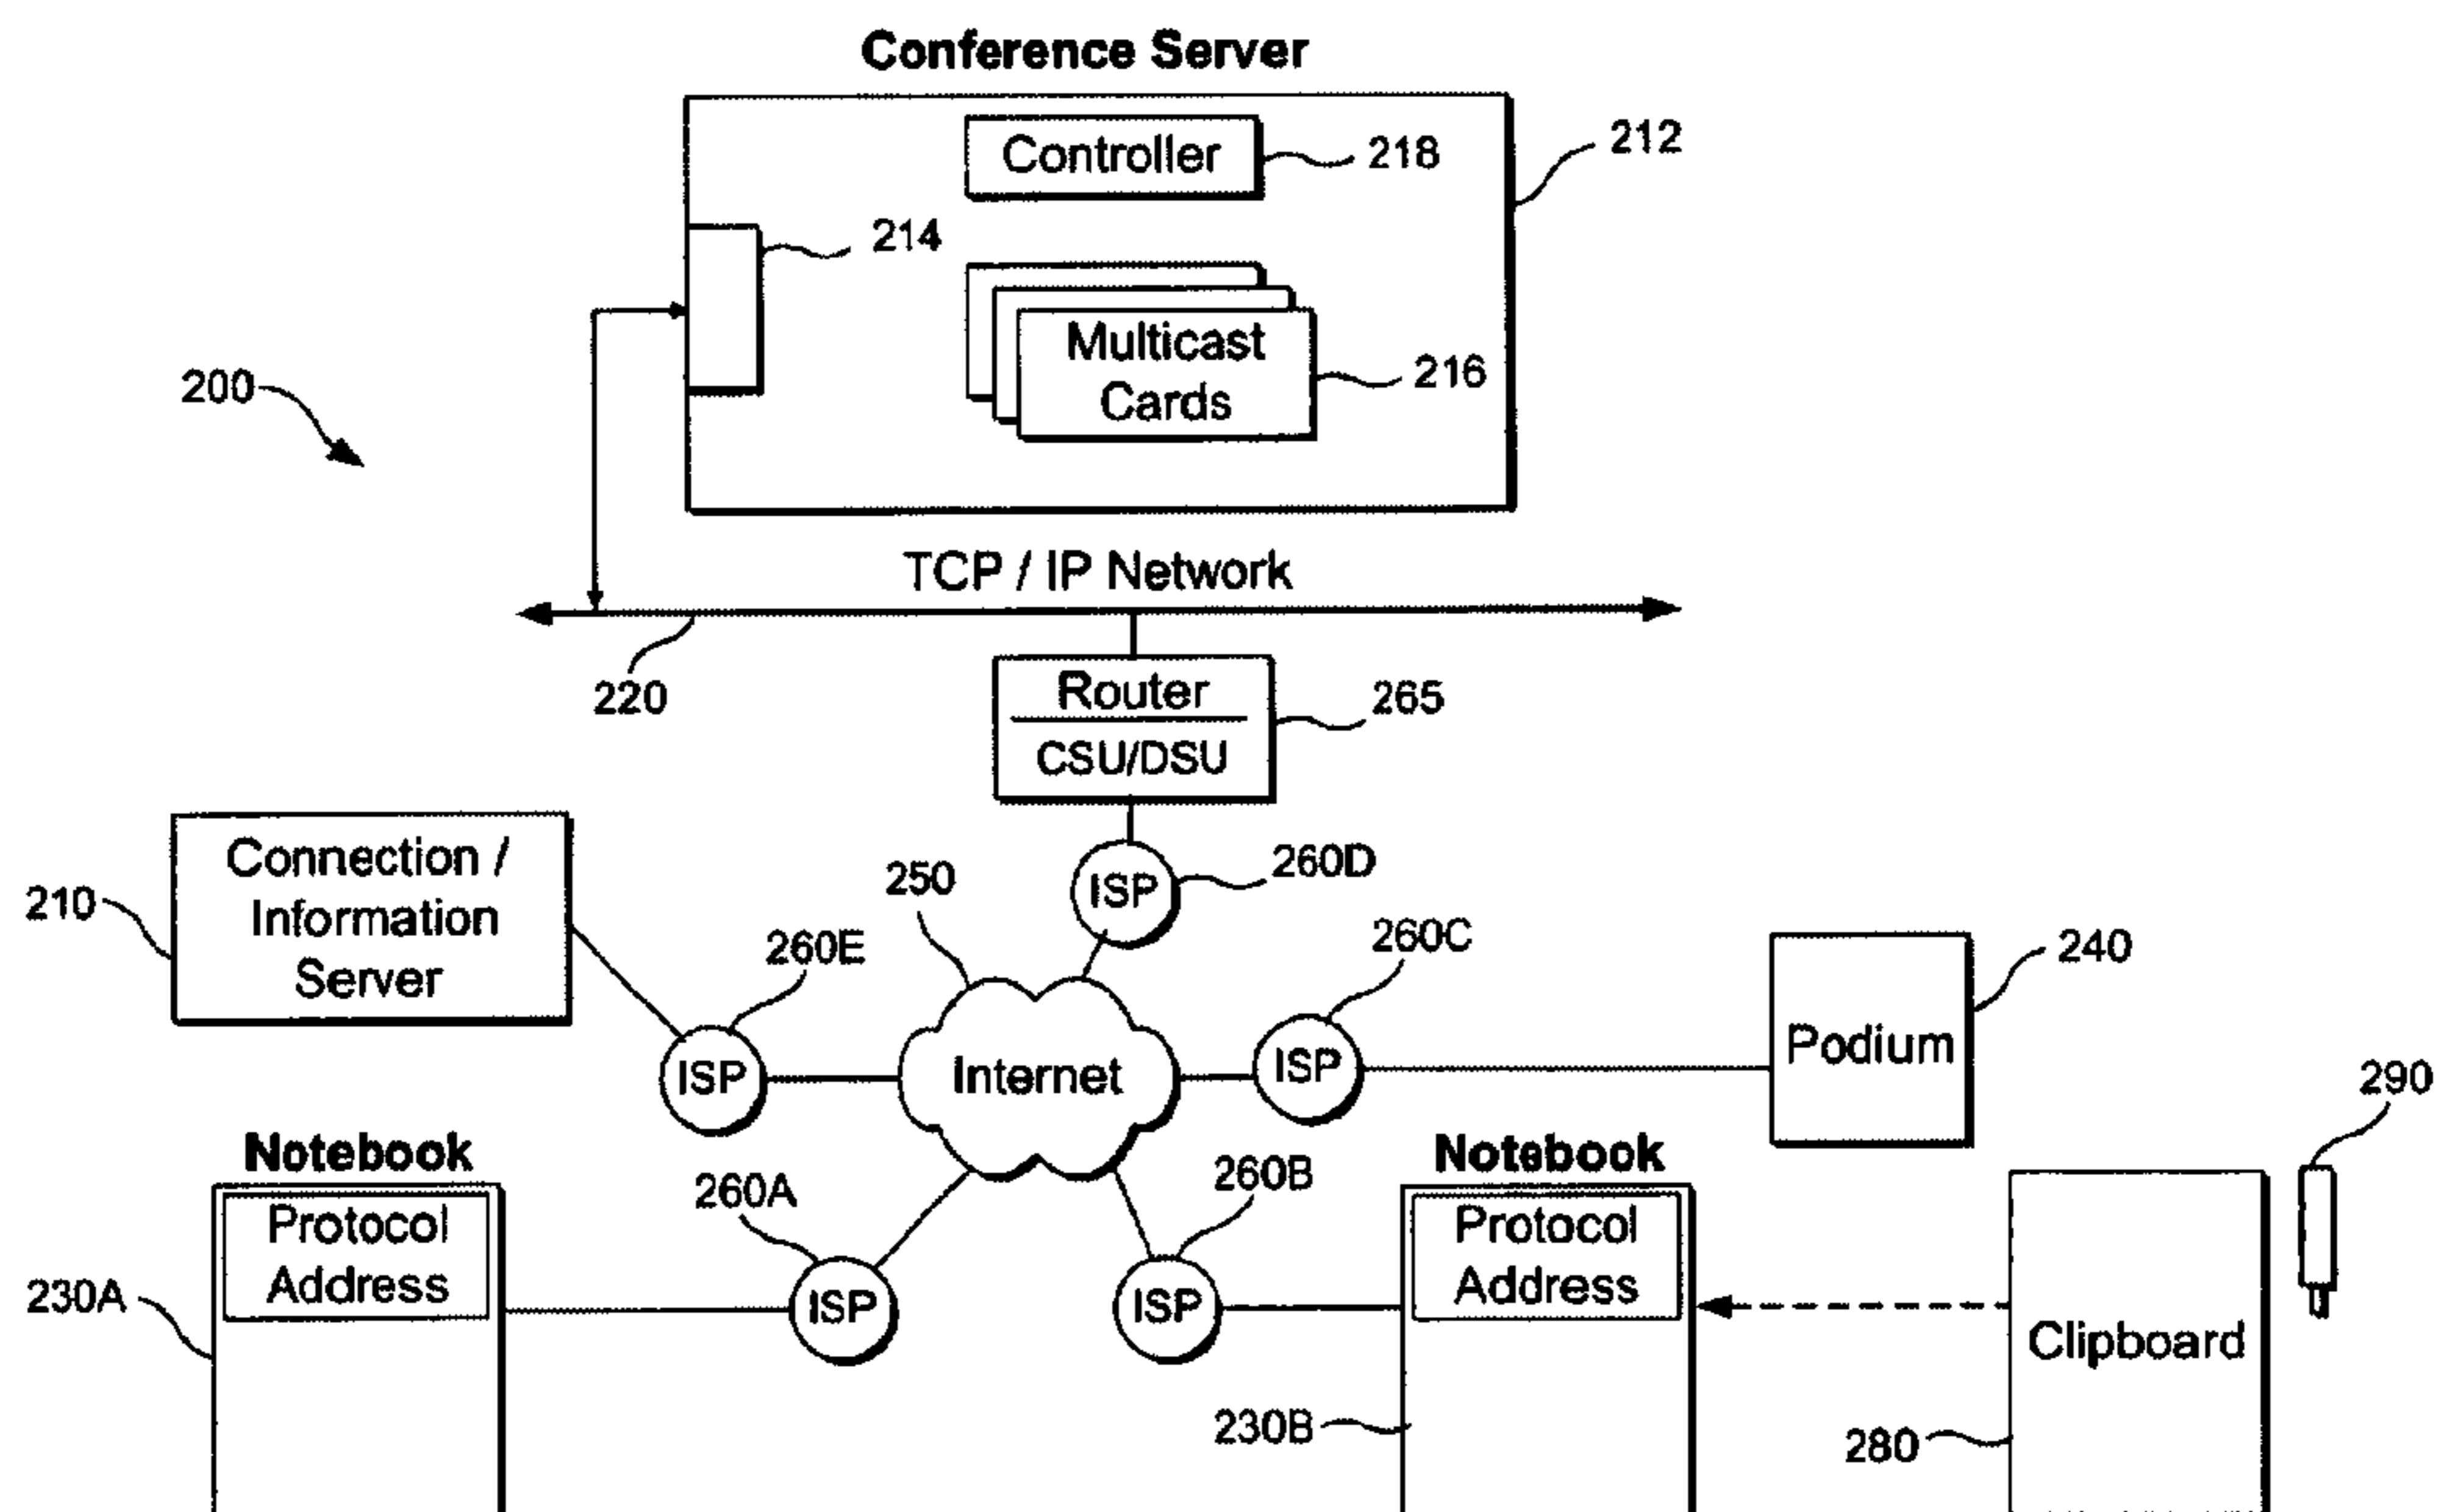 Conference Server
Controller
218
212
214
Multicast
Cards
216
200
TCP / IP Network
220
Router
CSU/DSU
265
Connection /
Information
Server
210
250
ISP
260D
260E
260C
240
ISP
Internet
ISP
Podium
290
Notebook
Protocol
Address
230A
260A
ISP
260B
ISP
Notebook
Protocol
Address
230B
Clipboard
280